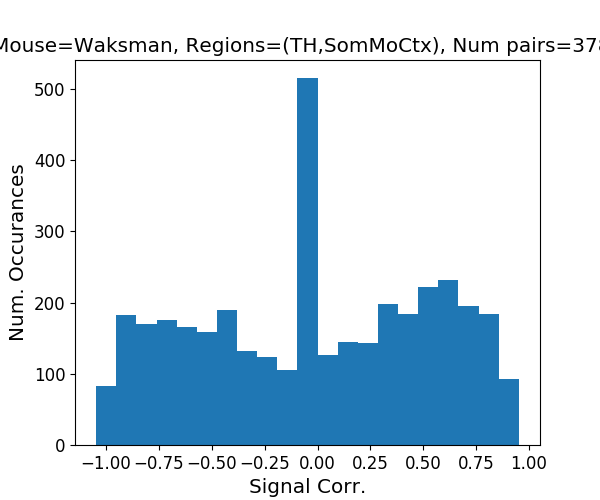 Mouse=Waksman, Regions=(TH,SomMoCtx), Num pairs=378
500
400
300
200
100
0
Num. Occurances
−1.00 −0.75 −0.50 −0.25 0.00 0.25 0.50 0.75 1.00
Signal Corr.